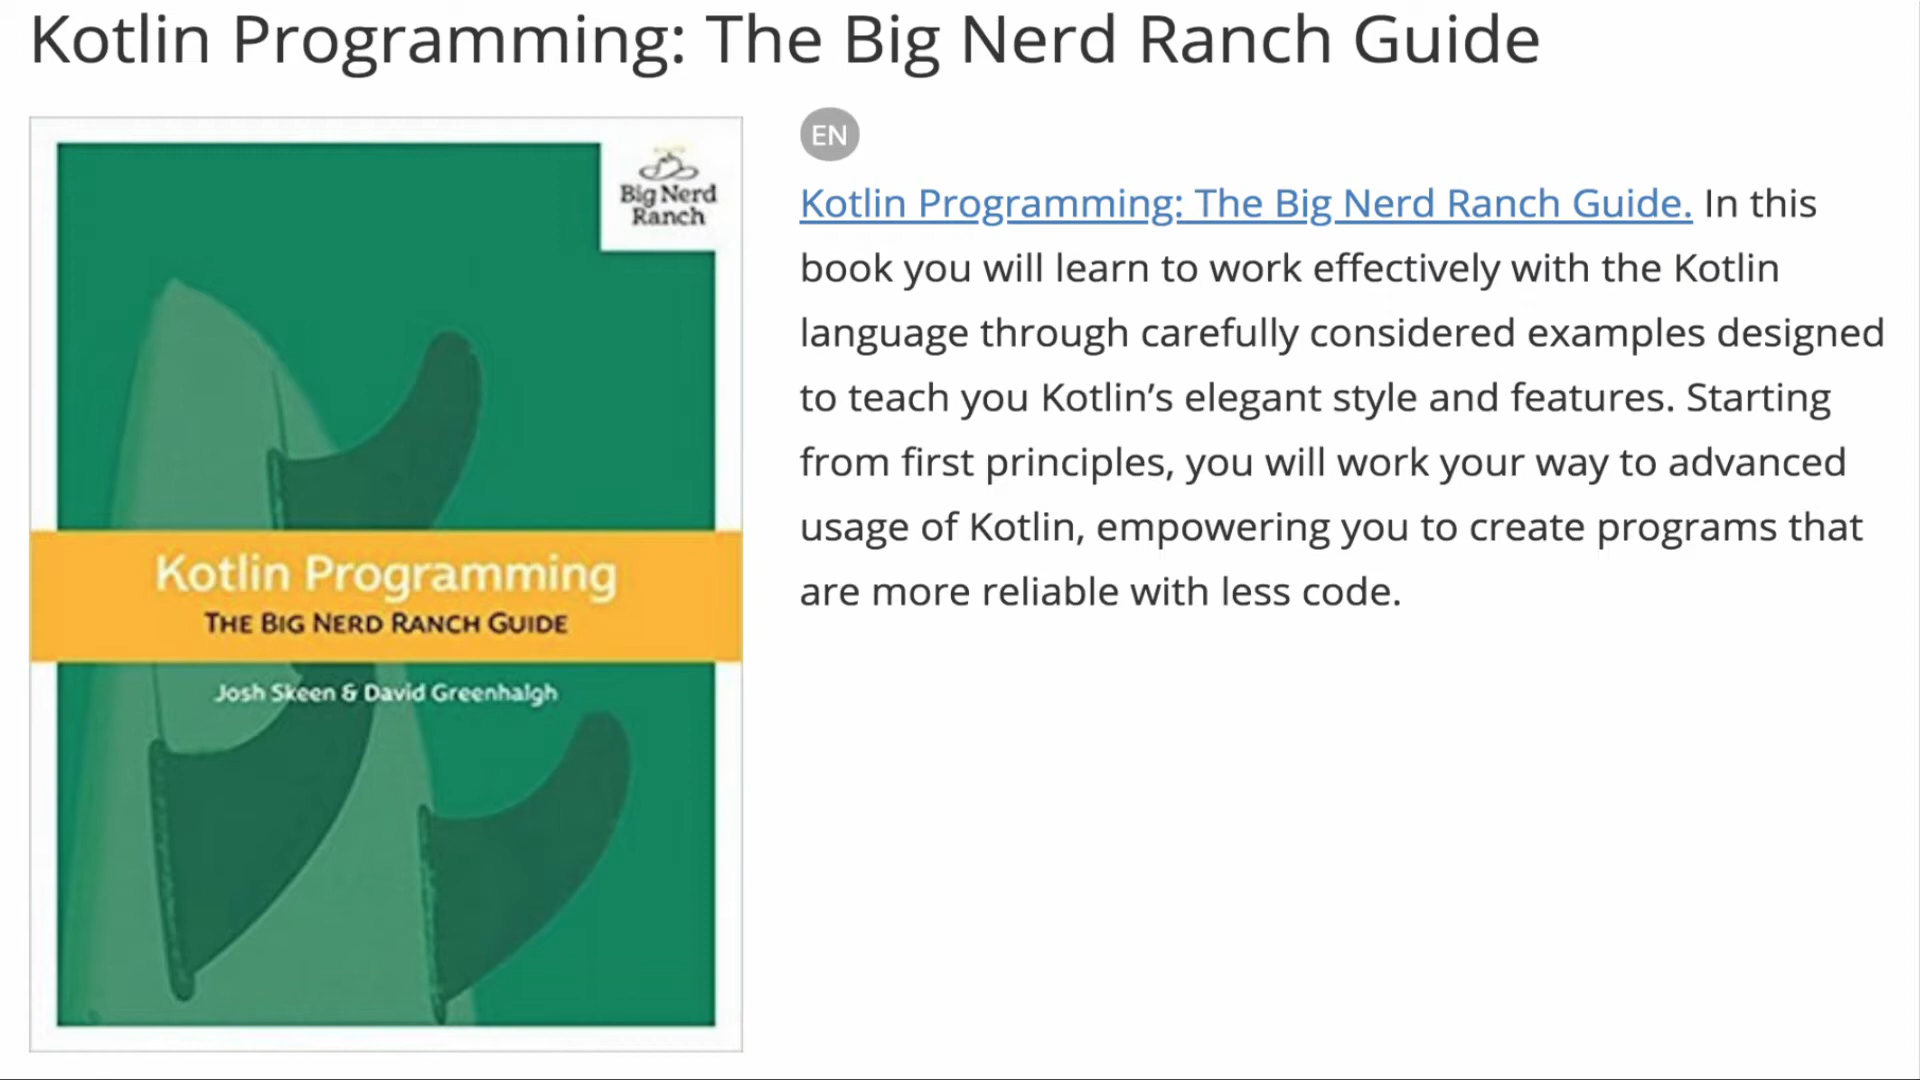 Kotlin Programming: The Big Nerd Ranch Guide
Big Nerd
Ranch
Kotlin Programming
THE BIG NERD RANCH GUIDE
Josh Skeen & David Greenhalgh
EN
Kotlin Programming: The Big Nerd Ranch Guide. In this
book you will learn to work effectively with the Kotlin
language through carefully considered examples designed
to teach you Kotlin’s elegant style and features. Starting
from first principles, you will work your way to advanced
usage of Kotlin, empowering you to create programs that
are more reliable with less code.